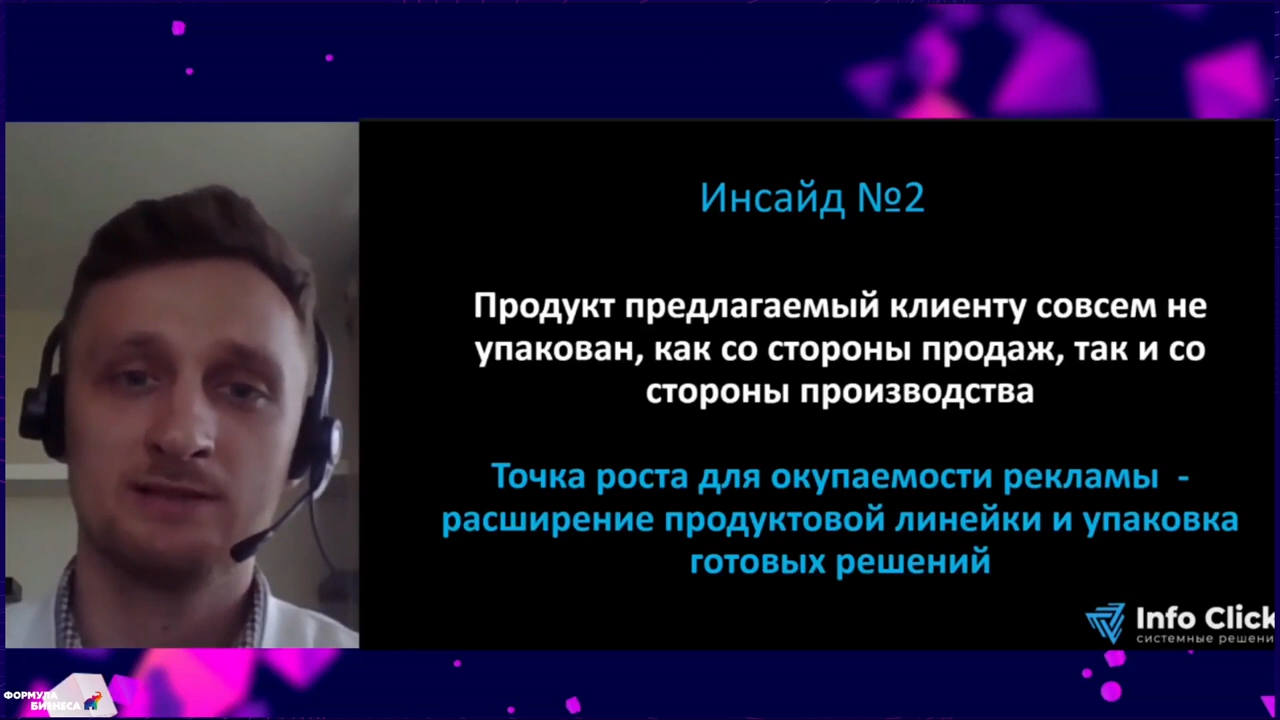 Инсайд №2
Продукт предлагаемый клиенту совсем не
упакован, как со стороны продаж, так и со
стороны производства
Точка роста для окупаемости рекламы -
расширение продуктовой линейки и упаковка
готовых решений
Info Click
системные решени
ФОРМУЛА
БИЗНЕСА